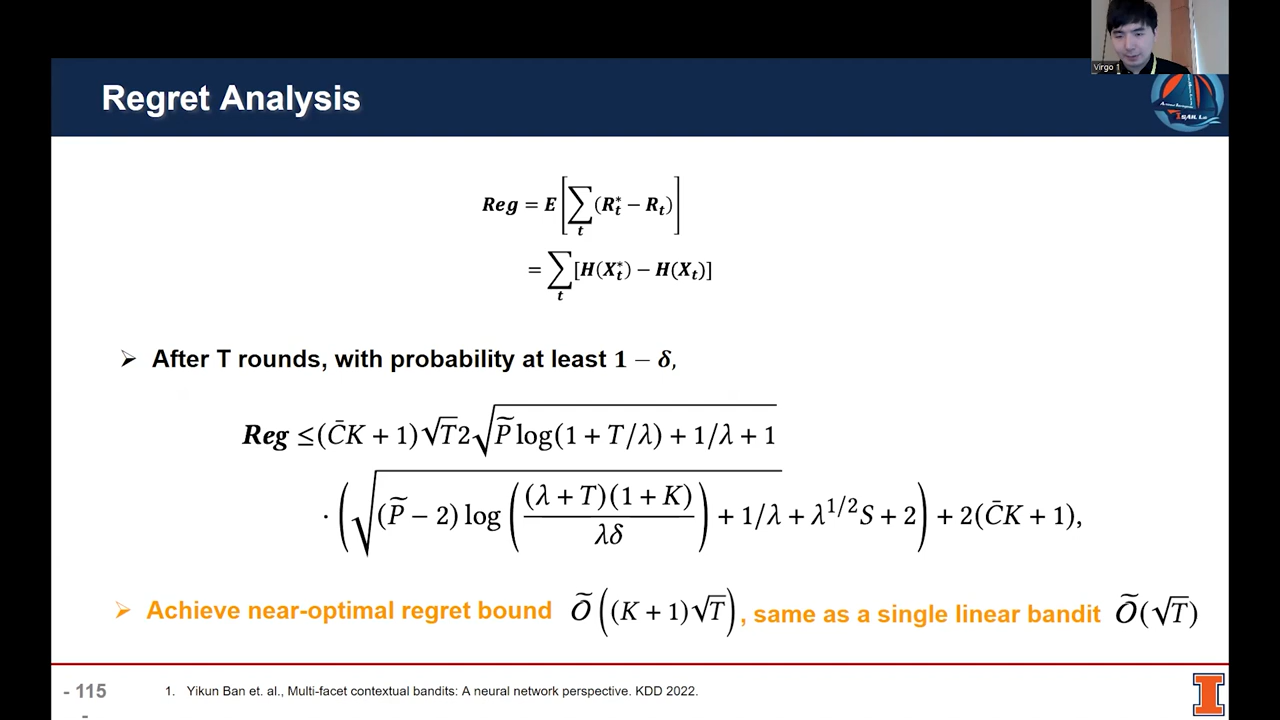 Virgo 1
Regret Analysis
Reg = E[∑_t (R_t^* − R_t)]
= ∑_t [H(X_t^*) − H(X_t)]
➢ After T rounds, with probability at least 1 − δ,
Reg ≤(C̄K + 1)√T2√(P̃ log(1 + T/λ) + 1/λ + 1)
· (√((P̃ − 2) log((λ + T)(1 + K)/λδ) + 1/λ + λ^{1/2}S + 2) + 2(C̄K + 1),
➢ Achieve near-optimal regret bound Õ((K + 1)√T), same as a single linear bandit Õ(√T)
- 115
-
1. Yikun Ban et. al., Multi-facet contextual bandits: A neural network perspective. KDD 2022.